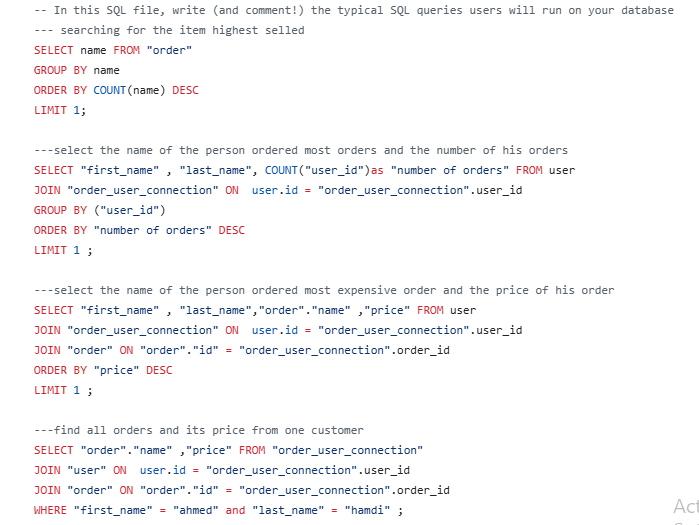 -- In this SQL file, write (and comment!) the typical SQL queries users will run on your database
--- searching for the item highest selled
SELECT name FROM "order"
GROUP BY name
ORDER BY COUNT(name) DESC
LIMIT 1;
---select the name of the person ordered most orders and the number of his orders
SELECT "first_name" , "last_name", COUNT("user_id")as "number of orders" FROM user
JOIN "order_user_connection" ON  user.id = "order_user_connection".user_id
GROUP BY ("user_id")
ORDER BY "number of orders" DESC
LIMIT 1 ;
---select the name of the person ordered most expensive order and the price of his order
SELECT "first_name" , "last_name","order"."name" ,"price" FROM user
JOIN "order_user_connection" ON  user.id = "order_user_connection".user_id
JOIN "order" ON "order"."id" = "order_user_connection".order_id
ORDER BY "price" DESC
LIMIT 1 ;
---find all orders and its price from one customer
SELECT "order"."name" ,"price" FROM "order_user_connection"
JOIN "user" ON  user.id = "order_user_connection".user_id
JOIN "order" ON "order"."id" = "order_user_connection".order_id
WHERE "first_name" = "ahmed" and "last_name" = "hamdi" ;